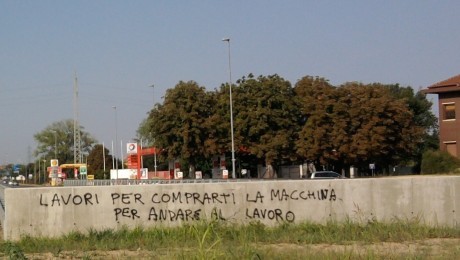 LAVORI PER COMPRARTI LA MACCHINA
PER ANDARE AL LAVORO